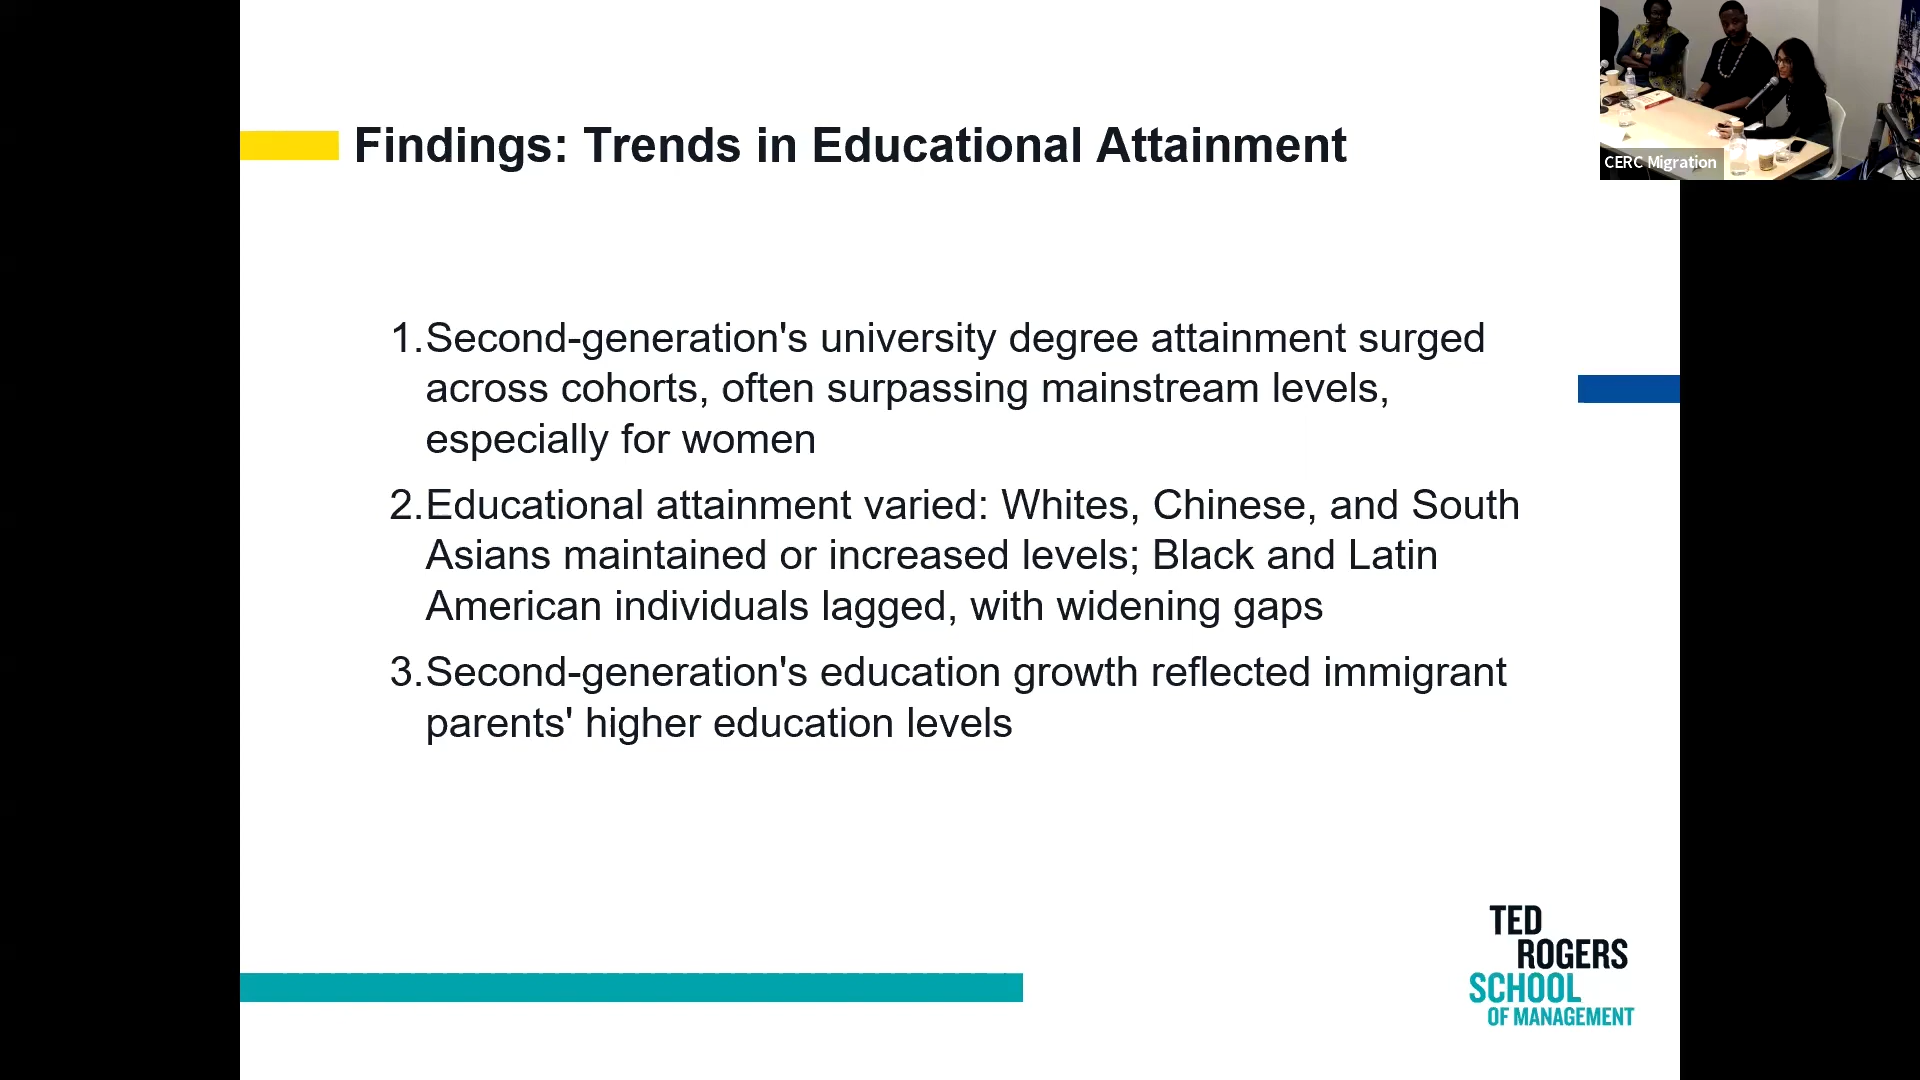 Findings: Trends in Educational Attainment
CERC Migration
1.Second-generation's university degree attainment surged
across cohorts, often surpassing mainstream levels,
especially for women
2.Educational attainment varied: Whites, Chinese, and South
Asians maintained or increased levels; Black and Latin
American individuals lagged, with widening gaps
3.Second-generation's education growth reflected immigrant
parents' higher education levels
TED
ROGERS
SCHOOL
OF MANAGEMENT